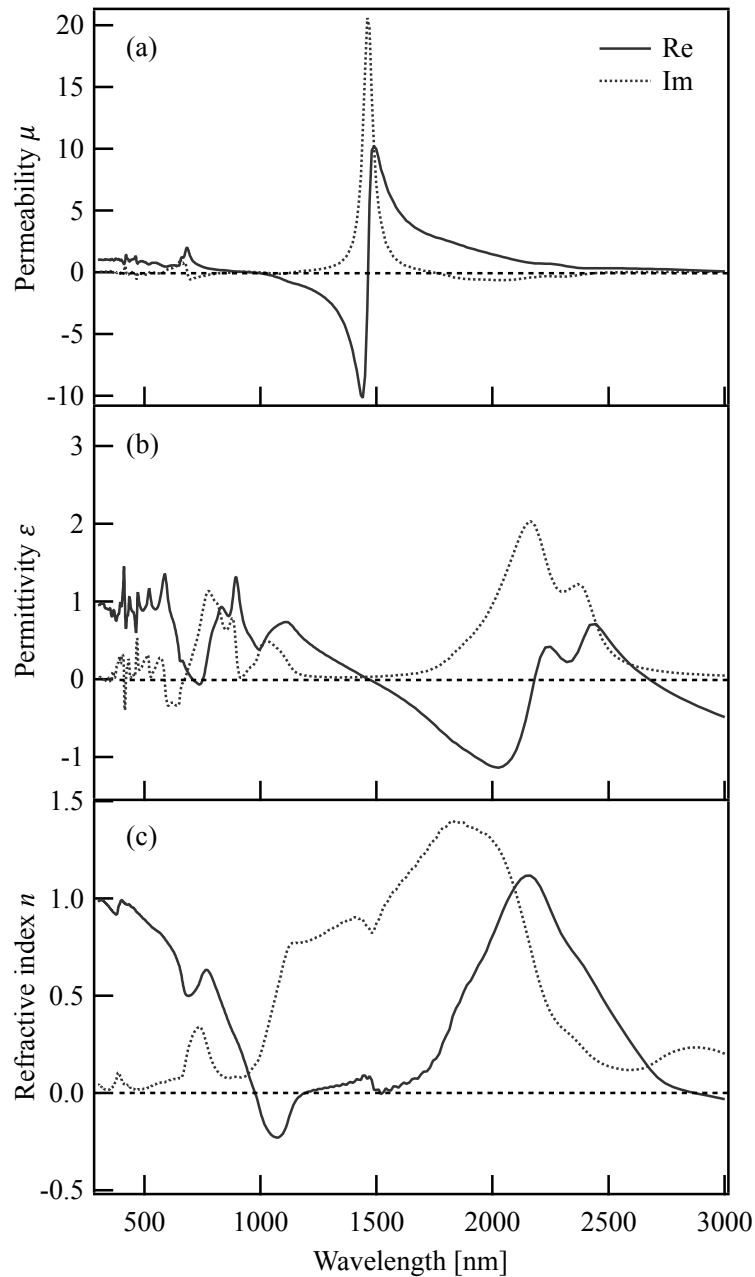 20
15
10
5
0
-5
-10
Permeability μ
(a)
Re
Im
3
2
1
0
-1
Permittivity ε
(b)
1.5
1.0
0.5
0.0
-0.5
Refractive index n
(c)
500 1000 1500 2000 2500 3000
Wavelength [nm]